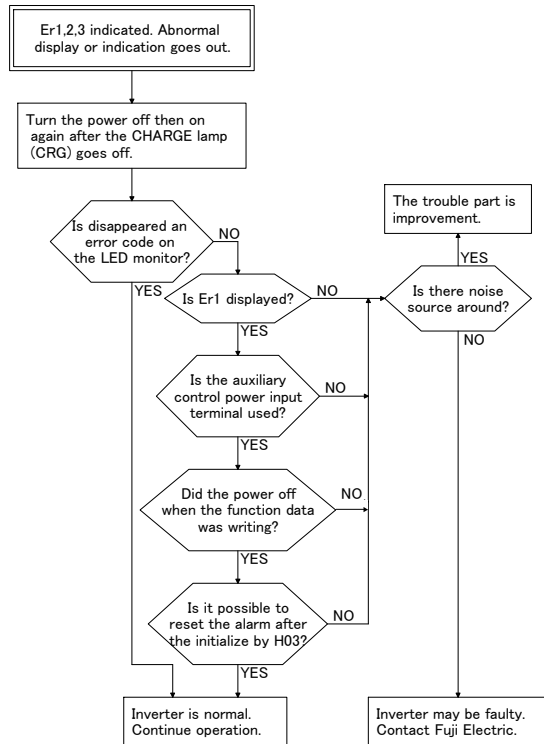 Er1,2,3 indicated. Abnormal
display or indication goes out.
Turn the power off then on
again after the CHARGE lamp
(CRG) goes off.
Is disappeared an
error code on
the LED monitor?
NO
YES
Is Er1 displayed?
NO
YES
The trouble part is
improvement.
YES
Is there noise
source around?
NO
Is the auxiliary
control power input
terminal used?
NO
YES
Did the power off
when the function data
was writing?
NO
YES
Is it possible to
reset the alarm after
the initialize by H03?
NO
YES
Inverter is normal.
Continue operation.
Inverter may be faulty.
Contact Fuji Electric.